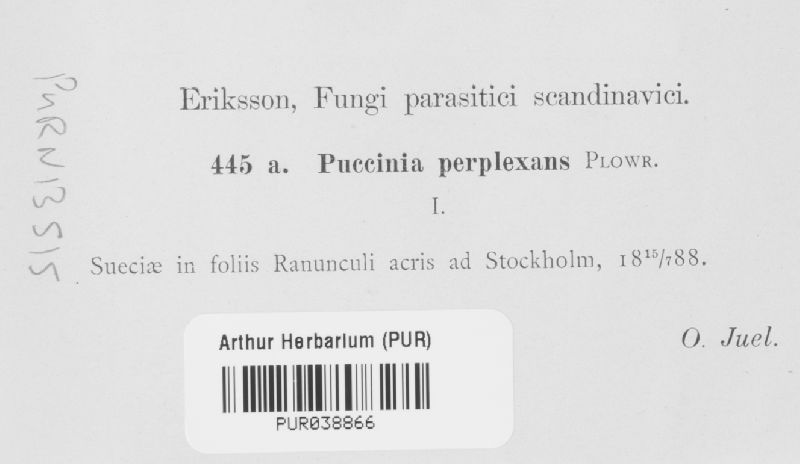 Eriksson, Fungi parasitici scandinavici.
445 a. Puccinia perplexans PLOWR.
I.
Sueciæ in foliis Ranunculi acris ad Stockholm, 18¹⁵/₇88.
O. Juel.
Arthur Herbarium (PUR)
PUR038866
PURN13515